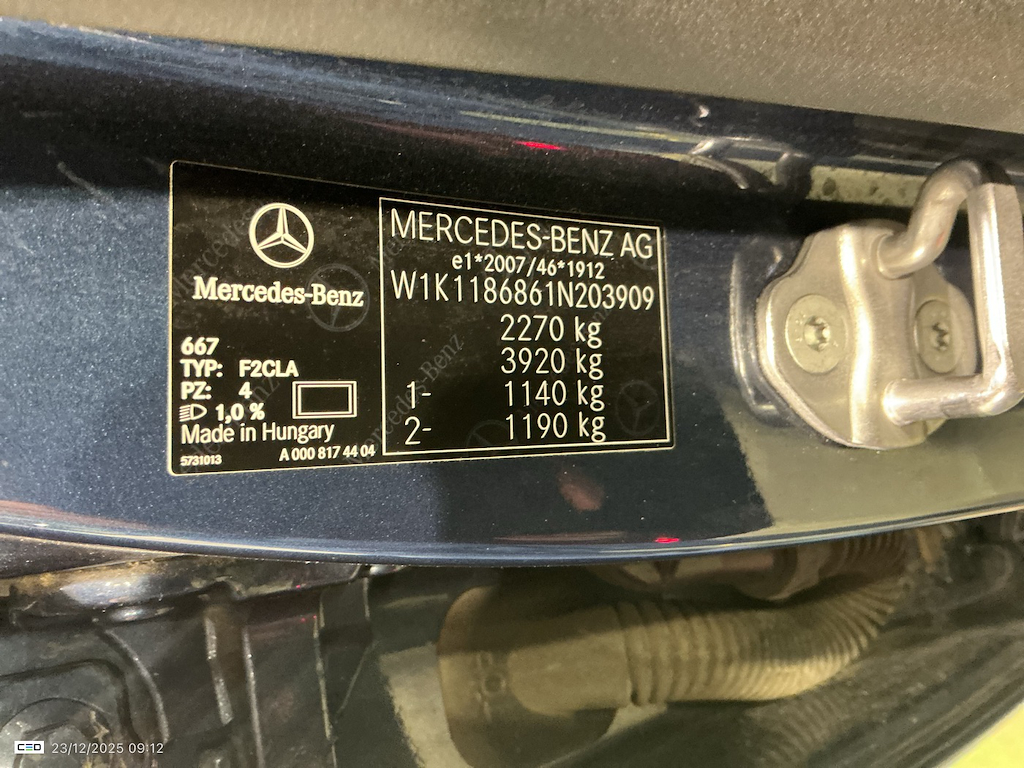 Mercedes-Benz
667
TYP: F2CLA
PZ: 4
1,0 %
Made in Hungary
5731013
A 000 817 44 04
MERCEDES-BENZ AG
e1*2007/46*1912
W1K1186861N203909
2270 kg
3920 kg
1- 1140 kg
2- 1190 kg
CEO 23/12/2025 09:12